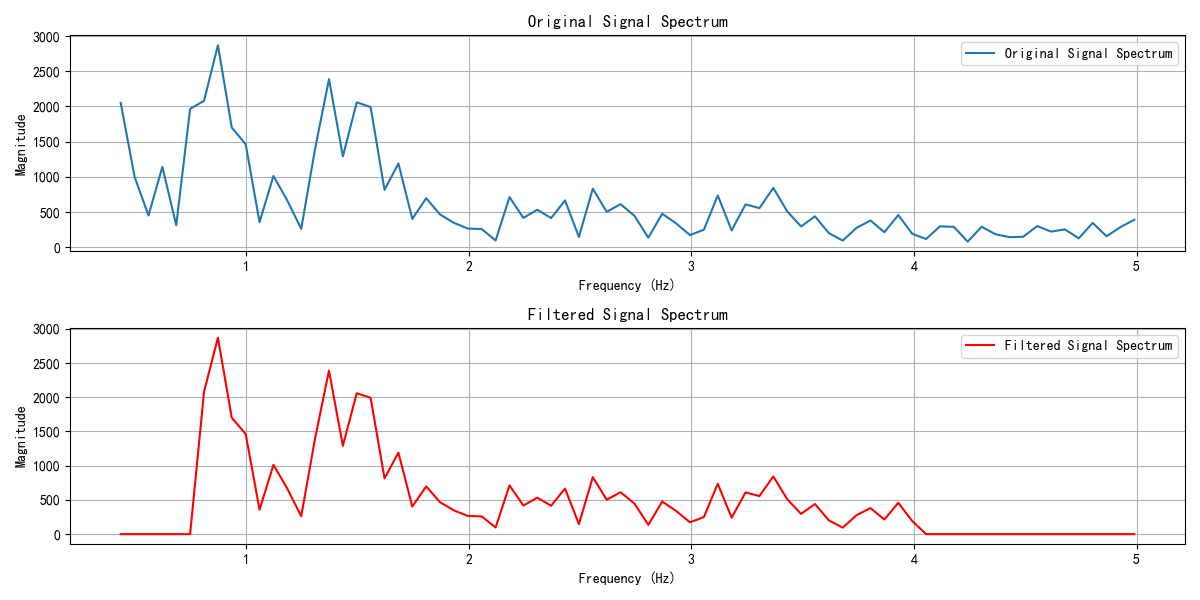 Original Signal Spectrum
3000
2500
2000
1500
1000
500
0
Magnitude
Original Signal Spectrum
1 2 3 4 5
Frequency (Hz)
Filtered Signal Spectrum
3000
2500
2000
1500
1000
500
0
Magnitude
Filtered Signal Spectrum
1 2 3 4 5
Frequency (Hz)